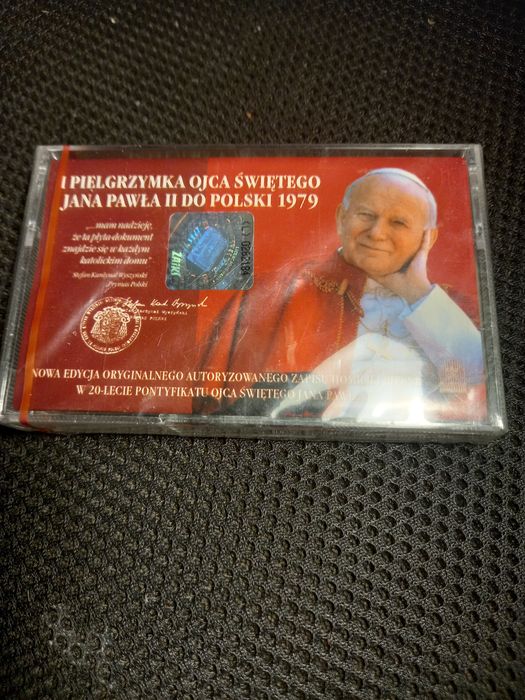 I PIELGRZYMKA OJCA ŚWIĘTEGO
JANA PAWŁA II DO POLSKI 1979
„...mam nadzieję,
że ta płyta-dokument
znajdzie się w każdym
katolickim domu"
Stefan Kardynał Wyszyński
Prymas Polski
ZAiKS
NOWA EDYCJA ORYGINALNEGO AUTORYZOWANEGO ZAPISU
W 20-LECIE PONTYFIKATU OJCA ŚWIĘTEGO JANA